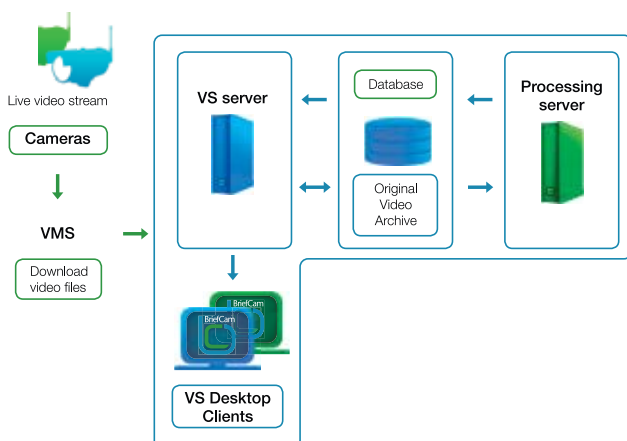 Live video stream
Cameras
VMS
Download
video files
VS server
Database
Original
Video
Archive
Processing
server
BriefCam
BriefCam
VS Desktop
Clients